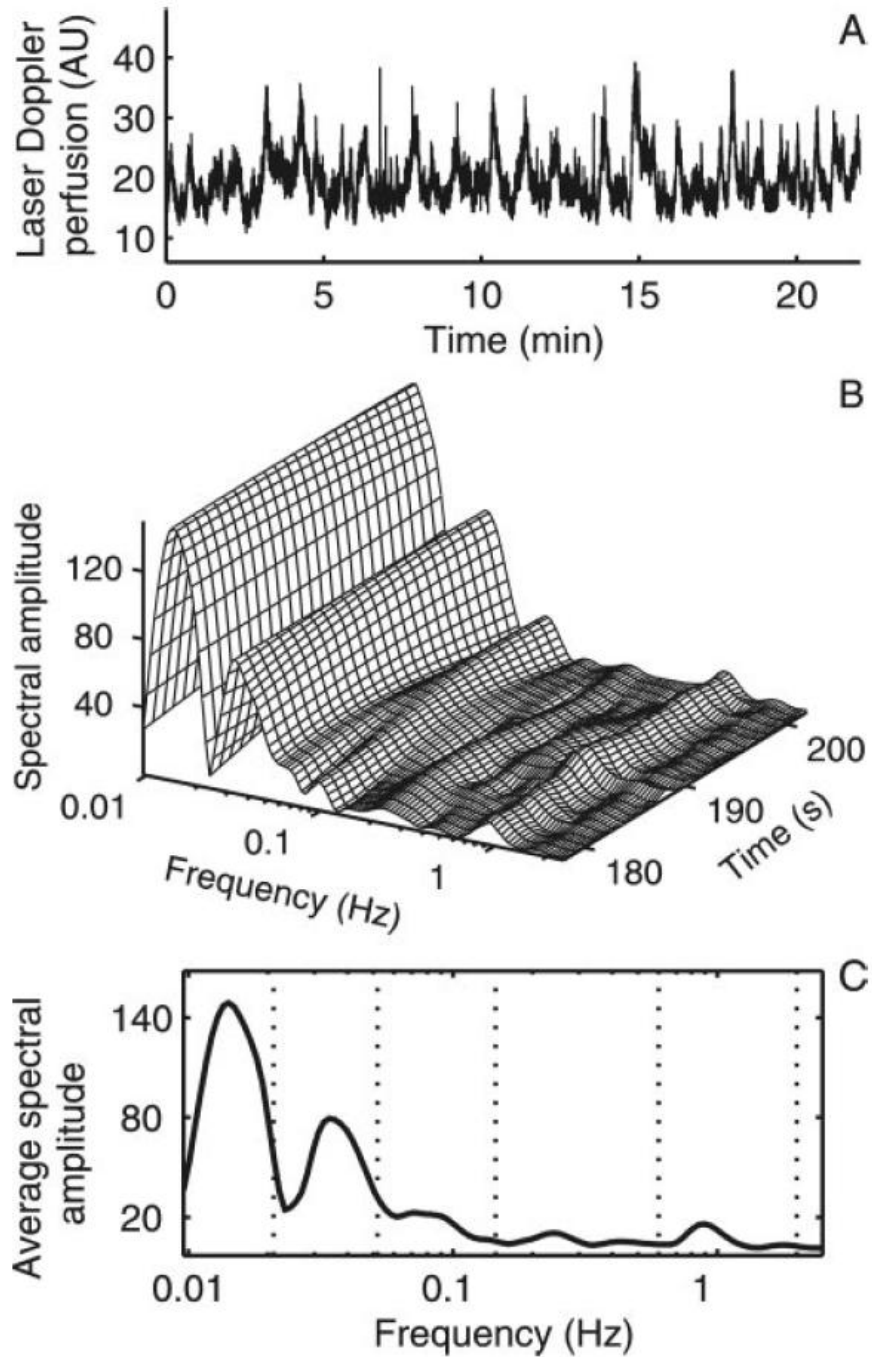 A
Laser Doppler
perfusion (AU)
40
30
20
10
0 5 10 15 20
Time (min)
B
Spectral amplitude
120
80
40
0.01
0.1
1
Frequency (Hz)
180
190
200
Time (s)
C
Average spectral
amplitude
140
80
20
0.01 0.1 1
Frequency (Hz)